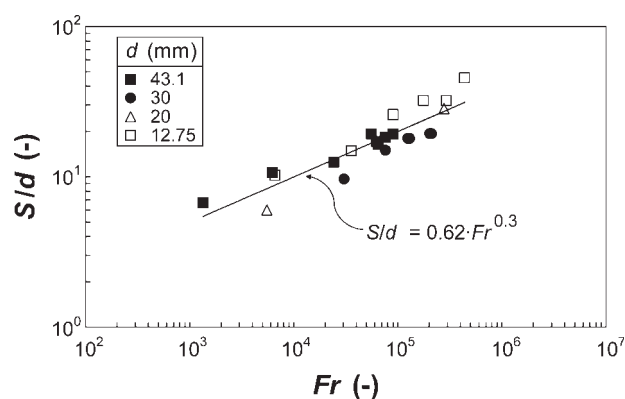 10²
d (mm)
43.1
30
20
12.75
S/d (-)
10¹
S/d = 0.62·Fr^0.3
10⁰
10² 10³ 10⁴ 10⁵ 10⁶ 10⁷
Fr (-)